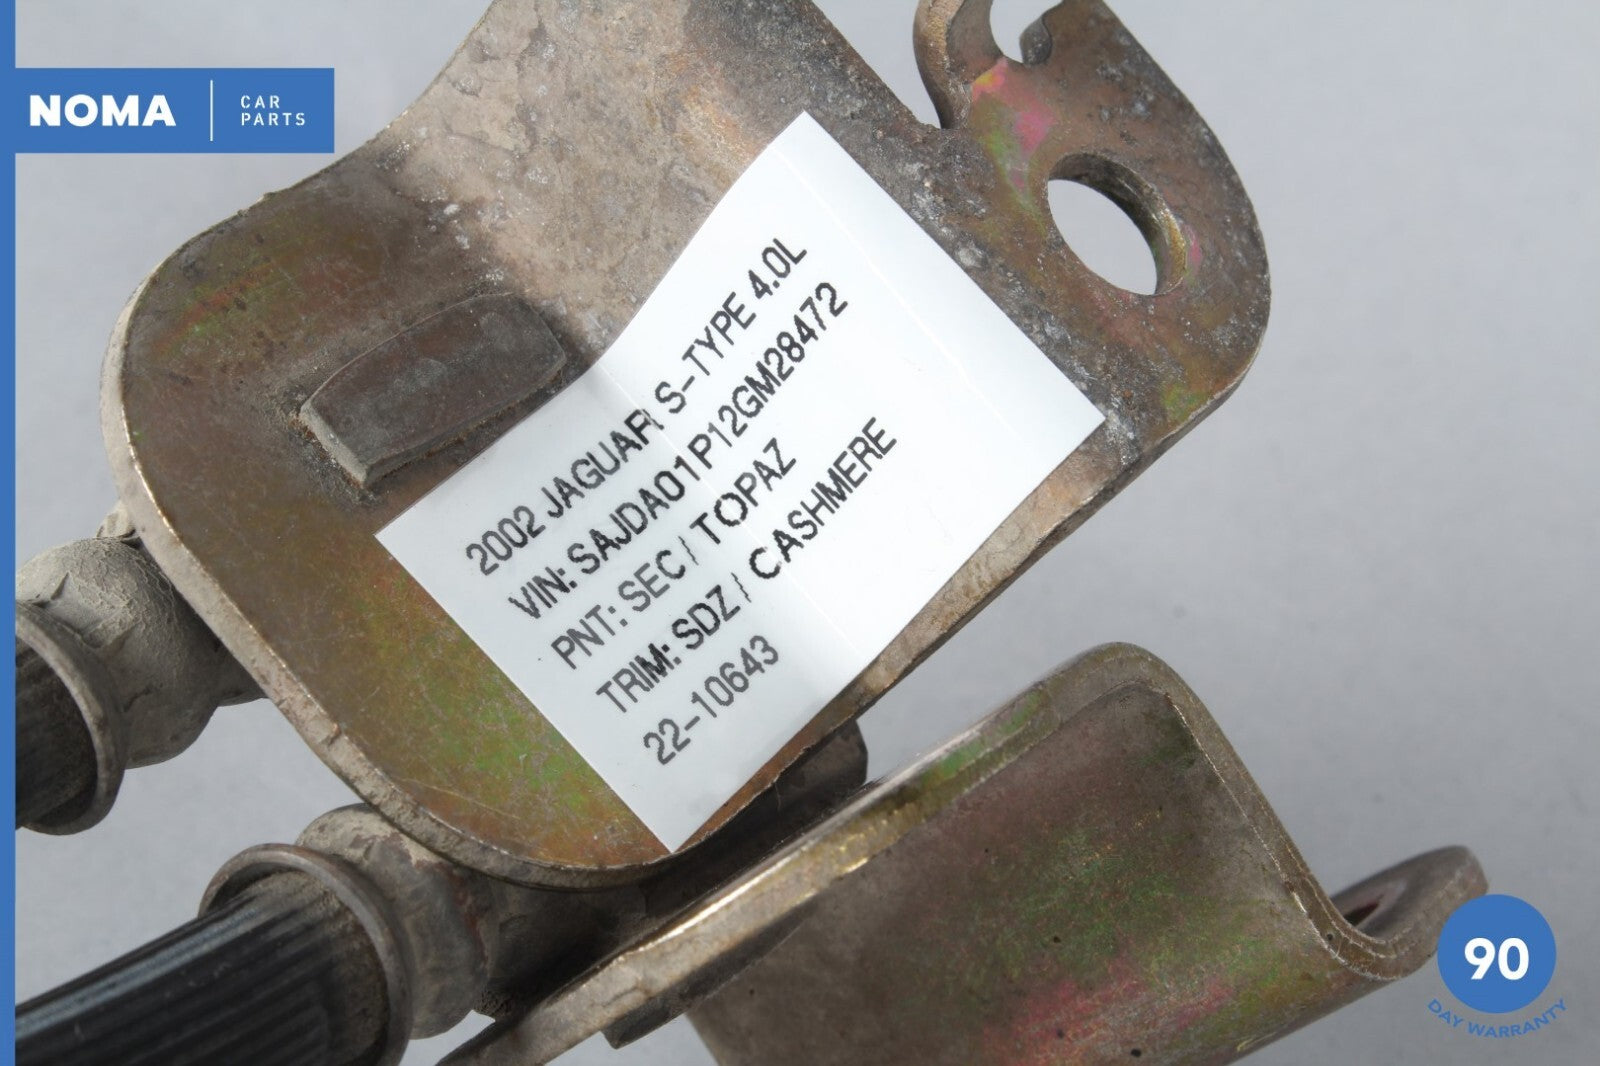 NOMA
CAR
PARTS
2002 JAGUAR S-TYPE 4.0L
VIN: SAJDA01P12GM28472
PNT: SEC / TOPAZ
TRIM: SDZ / CASHMERE
22-10643
90
DAY WARRANTY